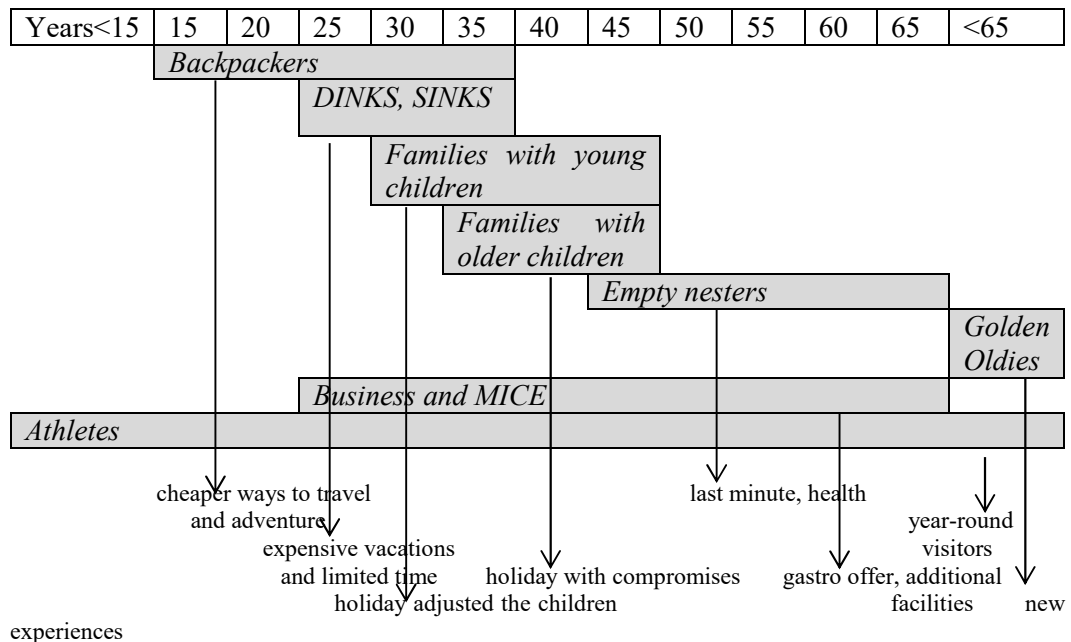 Years<15 15 20 25 30 35 40 45 50 55 60 65 <65
Backpackers
DINKS, SINKS
Families with young
children
Families with
older children
Empty nesters
Golden
Oldies
Business and MICE
Athletes
cheaper ways to travel
and adventure
last minute, health
year-round
visitors
expensive vacations
and limited time
holiday with compromises
gastro offer, additional
facilities
holiday adjusted the children
new
experiences